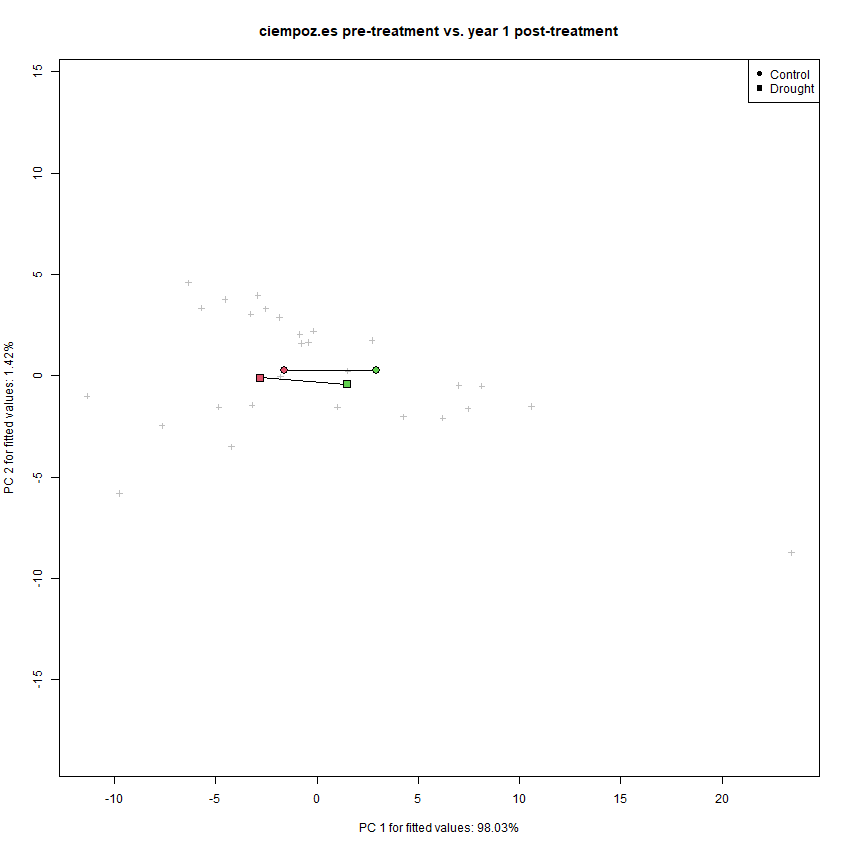 ciempoz.es pre-treatment vs. year 1 post-treatment
Control
Drought
15
10
5
0
-5
-10
-15
PC 2 for fitted values: 1.42%
-10 -5 0 5 10 15 20
PC 1 for fitted values: 98.03%